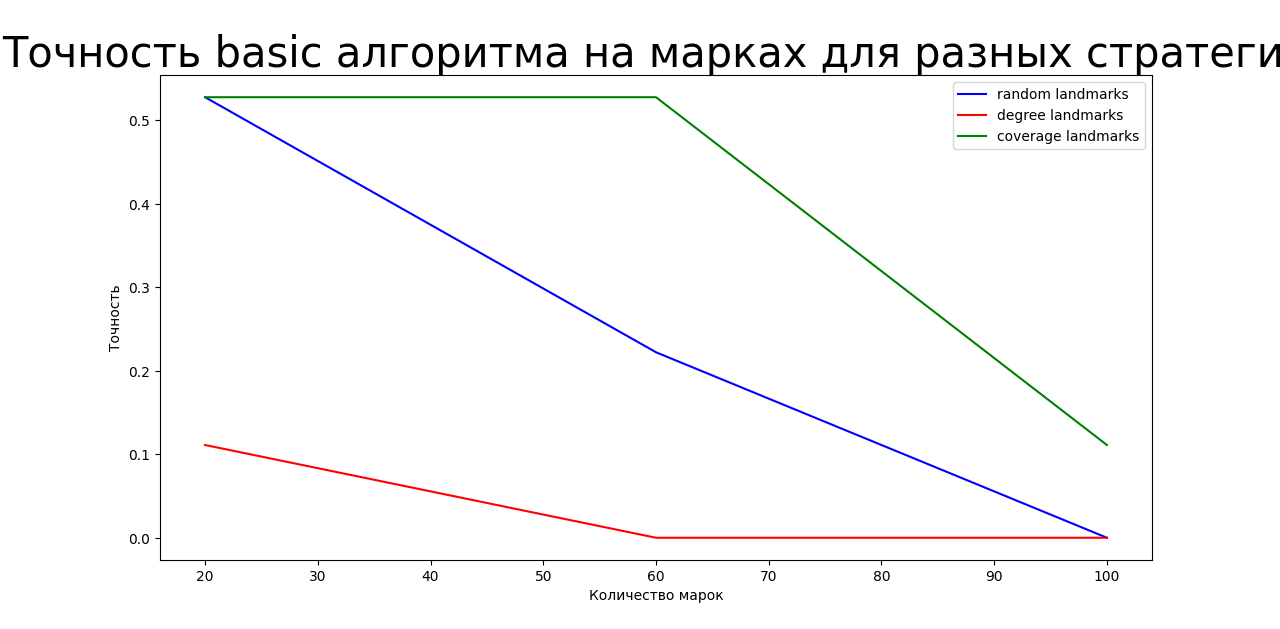 Точность basic алгоритма на марках для разных стратеги
random landmarks
degree landmarks
coverage landmarks
0.5
0.4
0.3
0.2
0.1
0.0
Точность
20 30 40 50 60 70 80 90 100
Количество марок